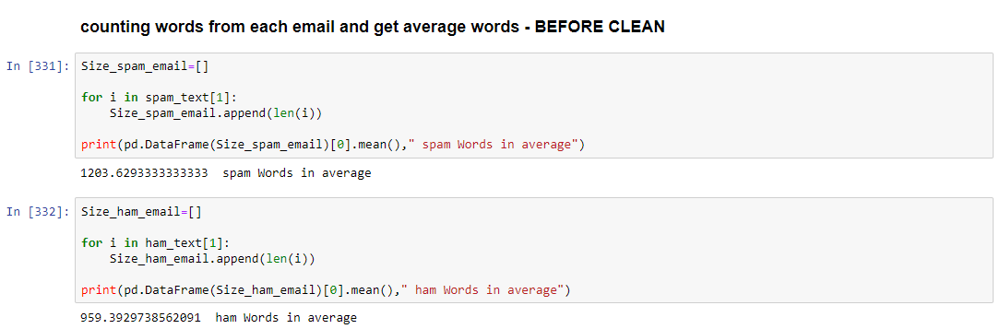 counting words from each email and get average words - BEFORE CLEAN
In [331]: Size_spam_email=[]
for i in spam_text[1]:
    Size_spam_email.append(len(i))
print(pd.DataFrame(Size_spam_email)[0].mean()," spam Words in average")
1203.6293333333333  spam Words in average
In [332]: Size_ham_email=[]
for i in ham_text[1]:
    Size_ham_email.append(len(i))
print(pd.DataFrame(Size_ham_email)[0].mean()," ham Words in average")
959.3929738562091  ham Words in average